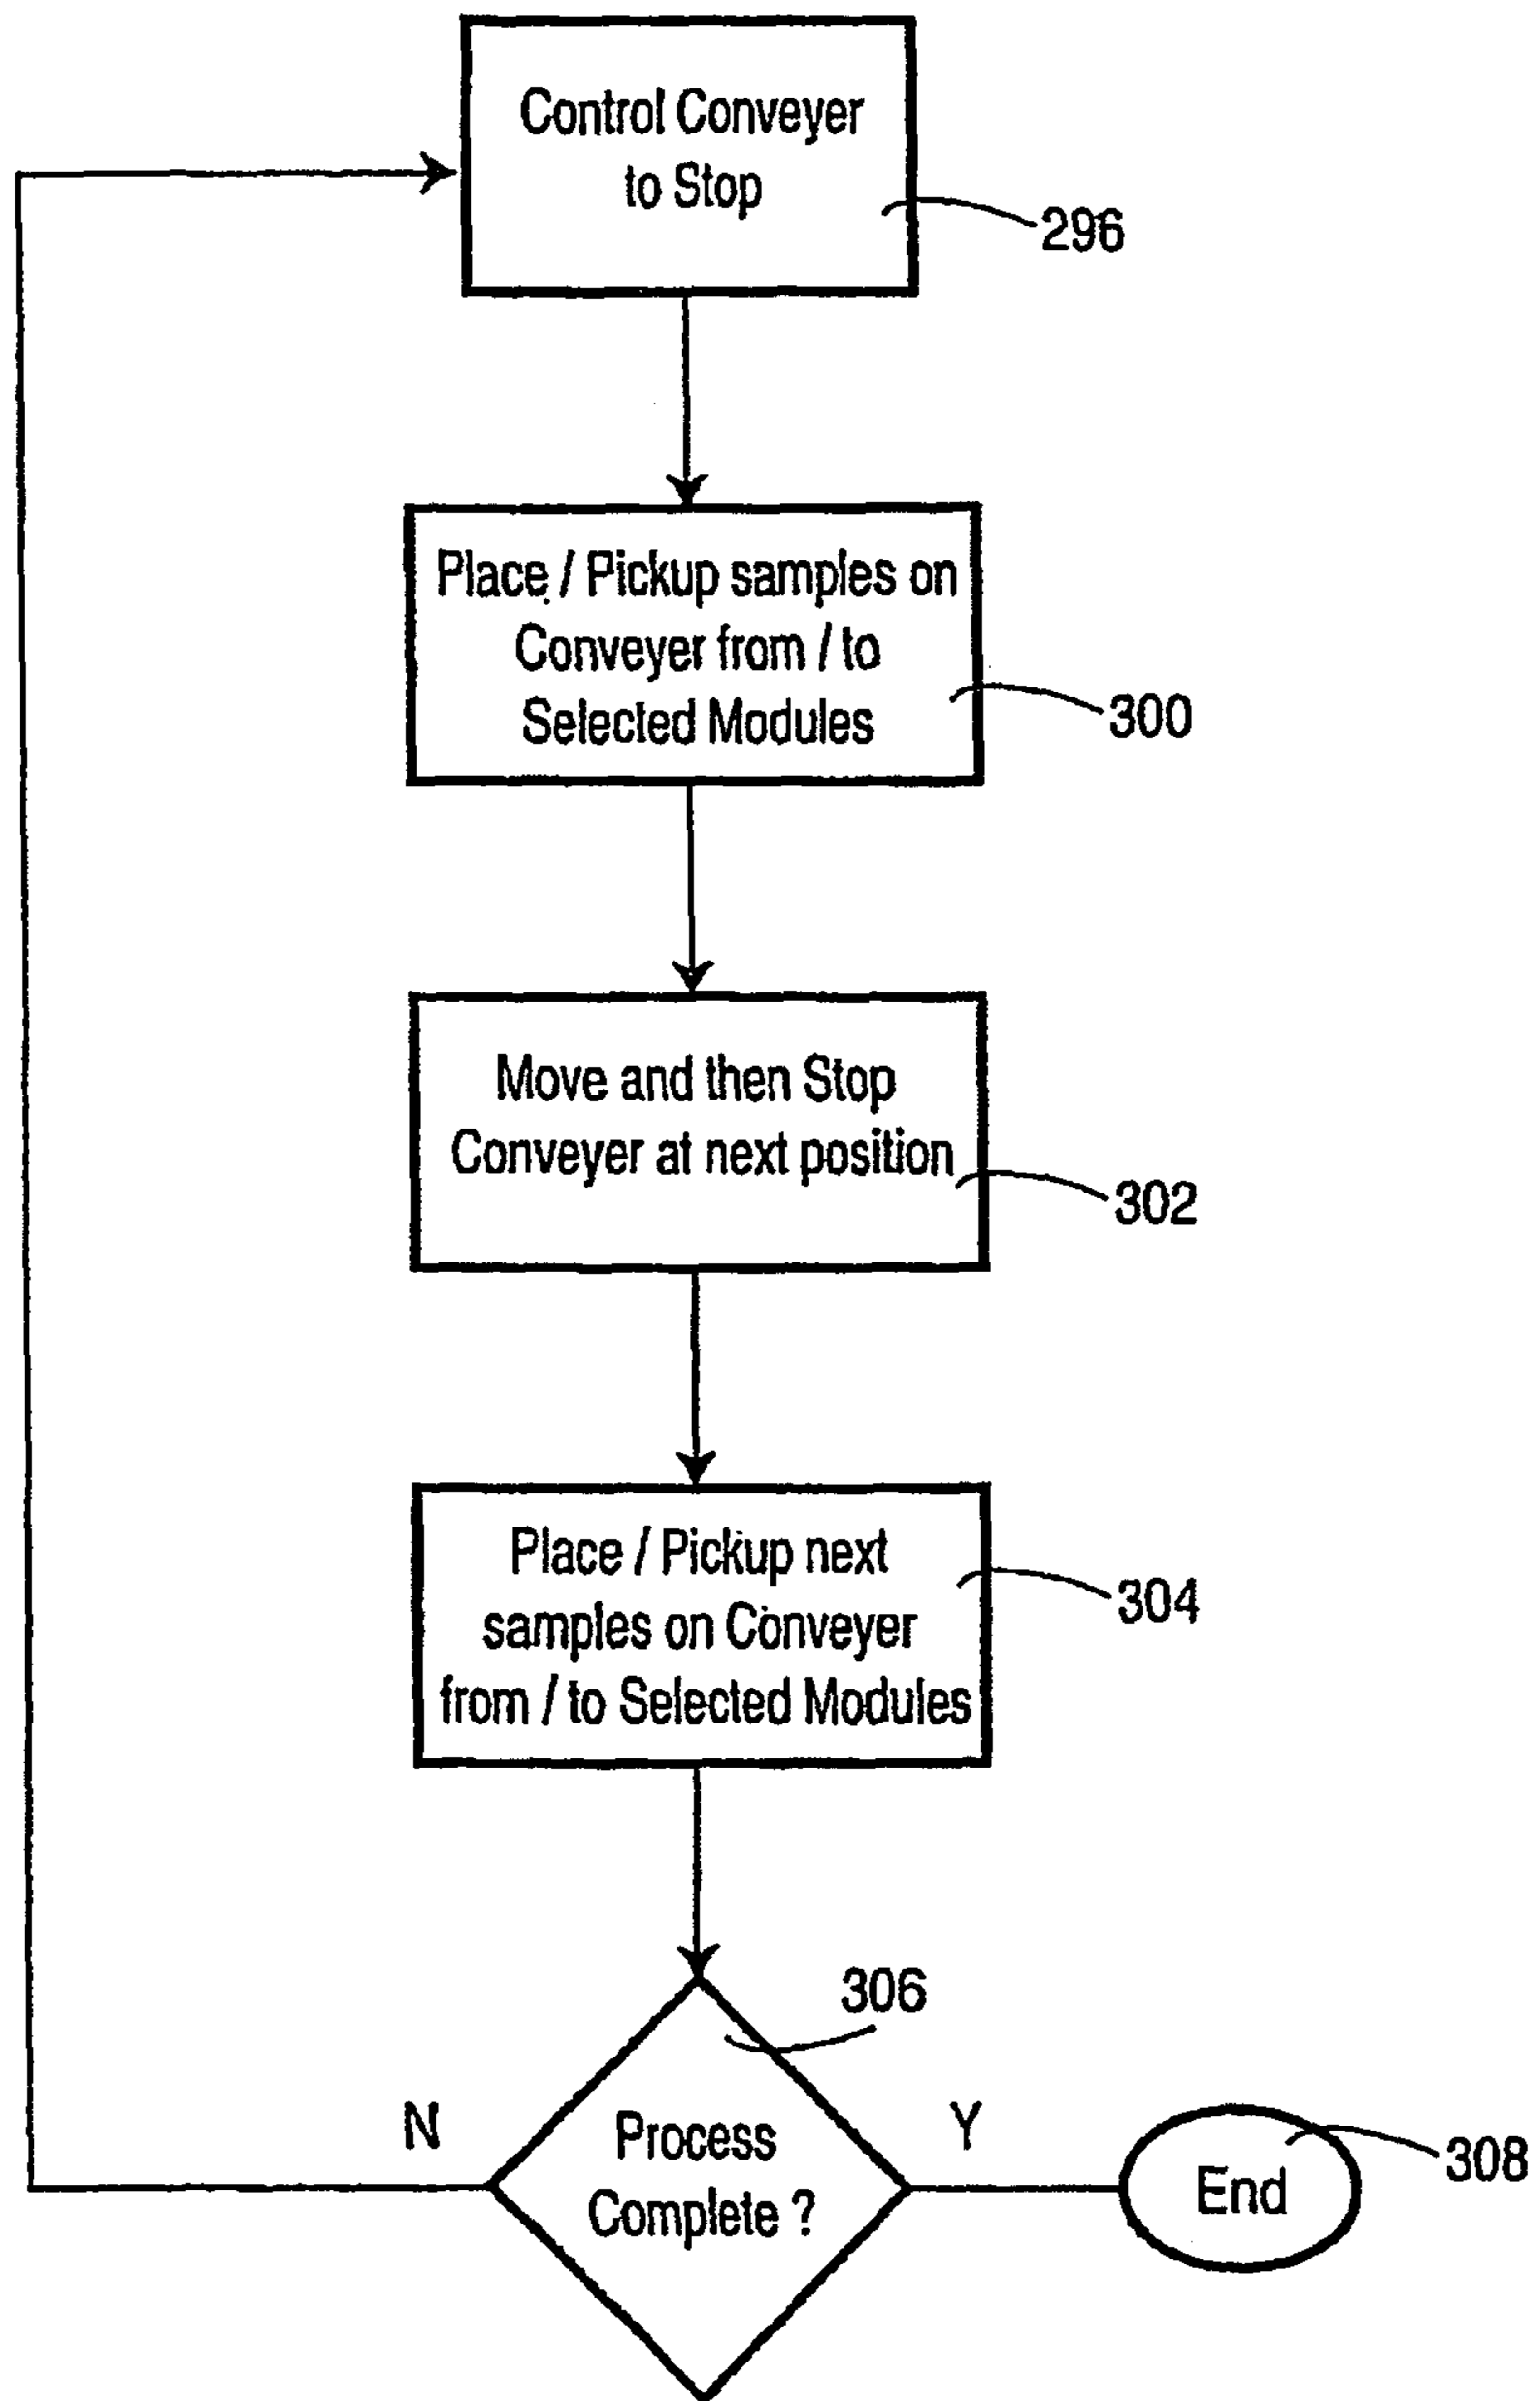 Control Conveyer
to Stop
296
Place / Pickup samples on
Conveyer from / to
Selected Modules
300
Move and then Stop
Conveyer at next position
302
Place / Pickup next
samples on Conveyer
from / to Selected Modules
304
306
N
Process
Complete ?
Y
End
308